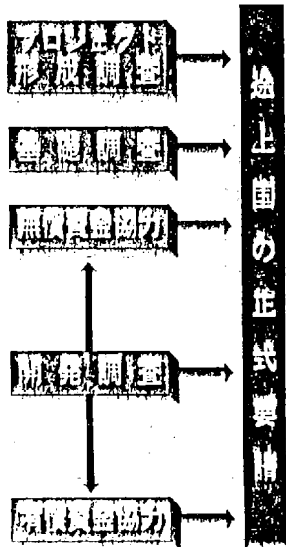 プロジェクト
形成調査
基礎調査
無償資金協力
開発調査
有償資金協力
途上国の正式要請